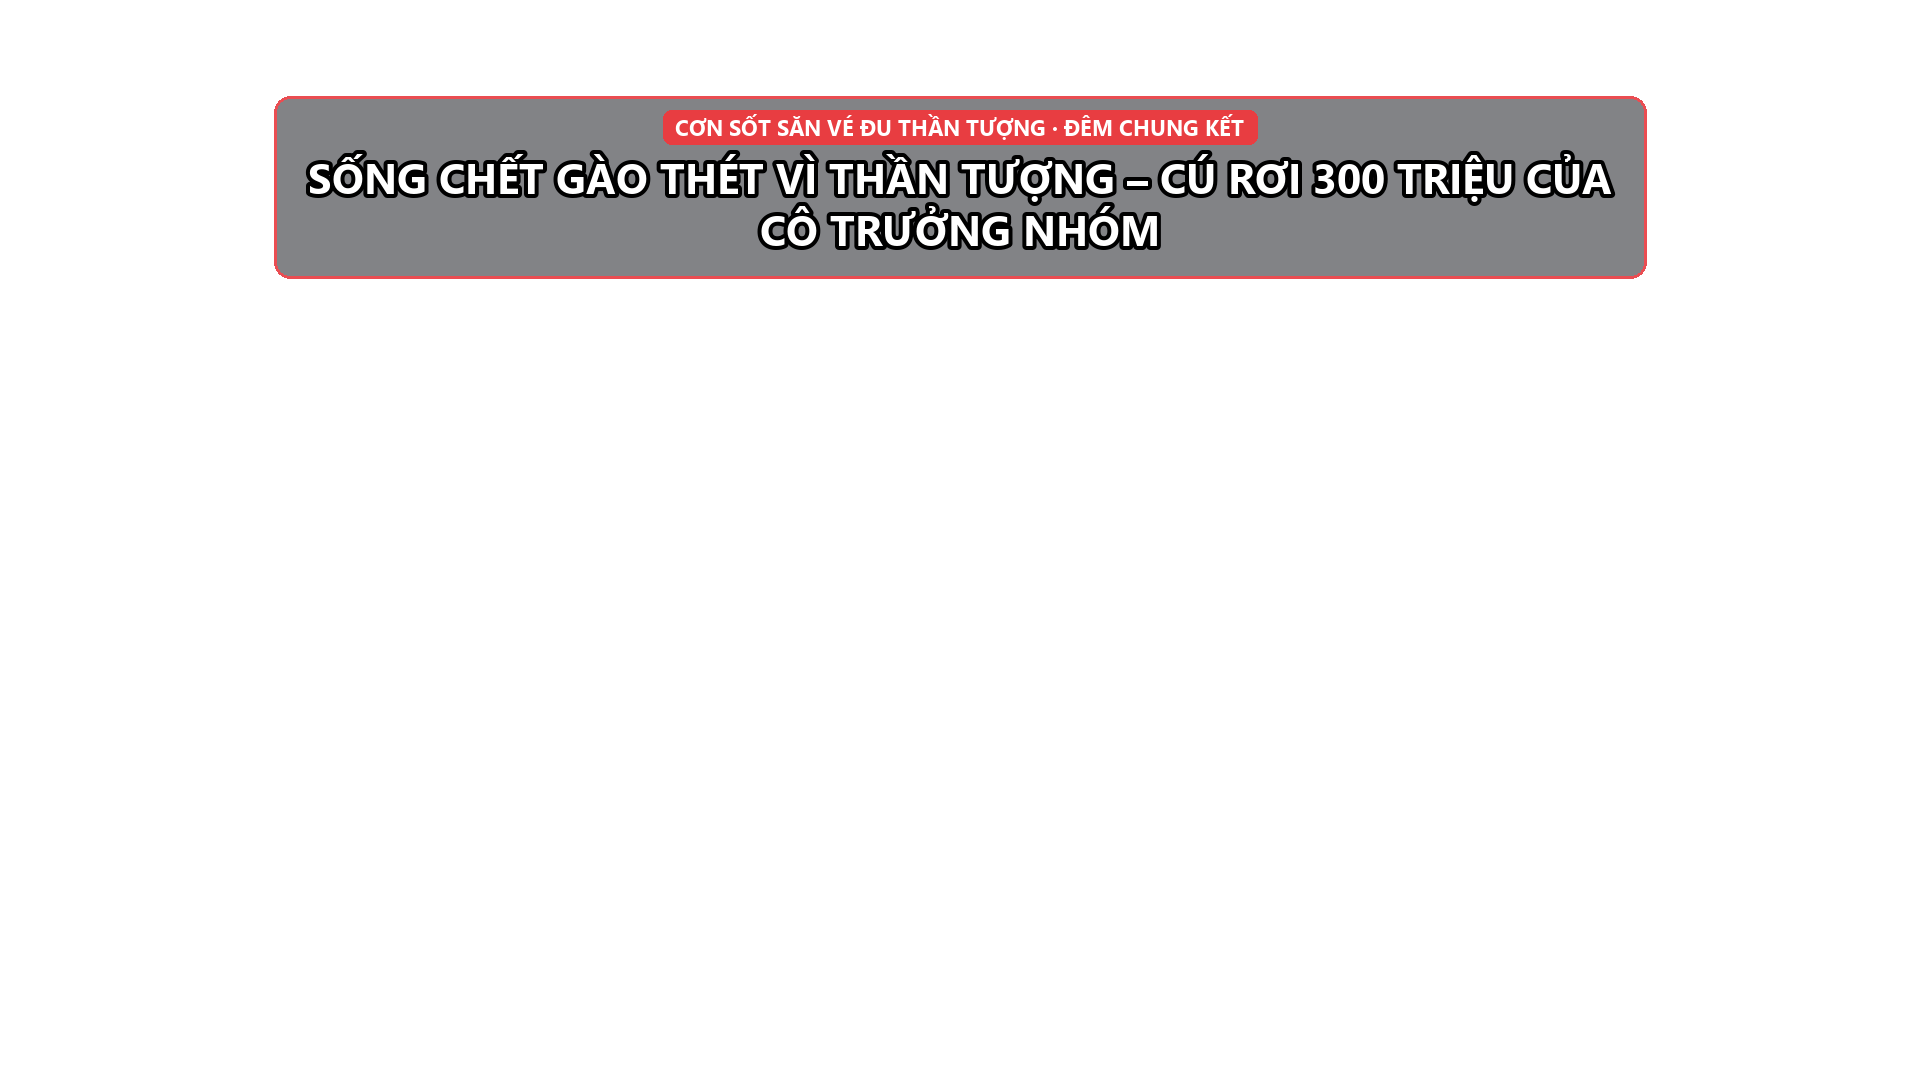 CƠN SỐT SĂN VÉ ĐU THẦN TƯỢNG · ĐÊM CHUNG KẾT
SỐNG CHẾT GÀO THÉT VÌ THẦN TƯỢNG – CÚ RƠI 300 TRIỆU CỦA
CÔ TRƯỞNG NHÓM